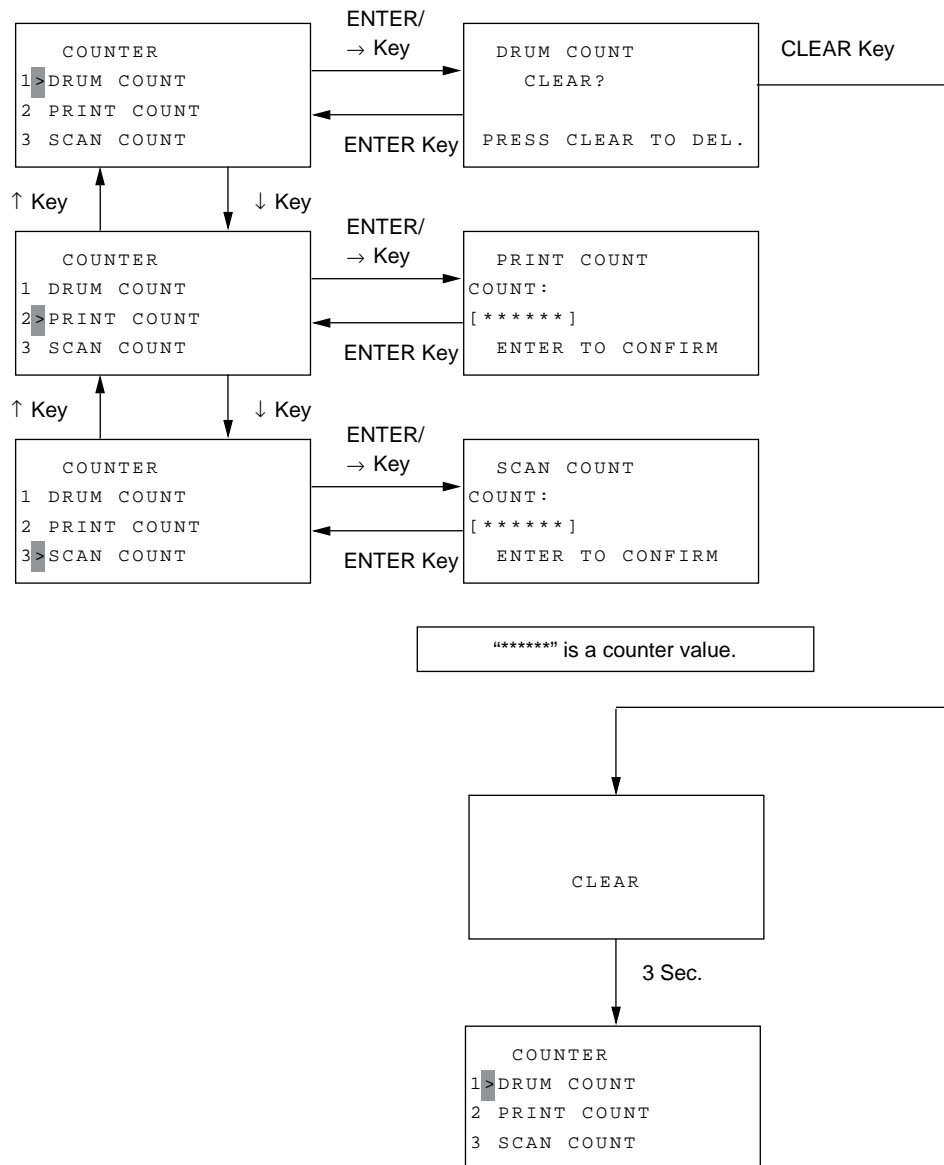 COUNTER
1>DRUM COUNT
2 PRINT COUNT
3 SCAN COUNT
ENTER/
→ Key
ENTER Key
DRUM COUNT
CLEAR?
PRESS CLEAR TO DEL.
CLEAR Key
↑ Key
↓ Key
COUNTER
1 DRUM COUNT
2>PRINT COUNT
3 SCAN COUNT
ENTER/
→ Key
ENTER Key
PRINT COUNT
COUNT:
[******]
ENTER TO CONFIRM
↑ Key
↓ Key
COUNTER
1 DRUM COUNT
2 PRINT COUNT
3>SCAN COUNT
ENTER/
→ Key
ENTER Key
SCAN COUNT
COUNT:
[******]
ENTER TO CONFIRM
“******” is a counter value.
CLEAR
3 Sec.
COUNTER
1>DRUM COUNT
2 PRINT COUNT
3 SCAN COUNT